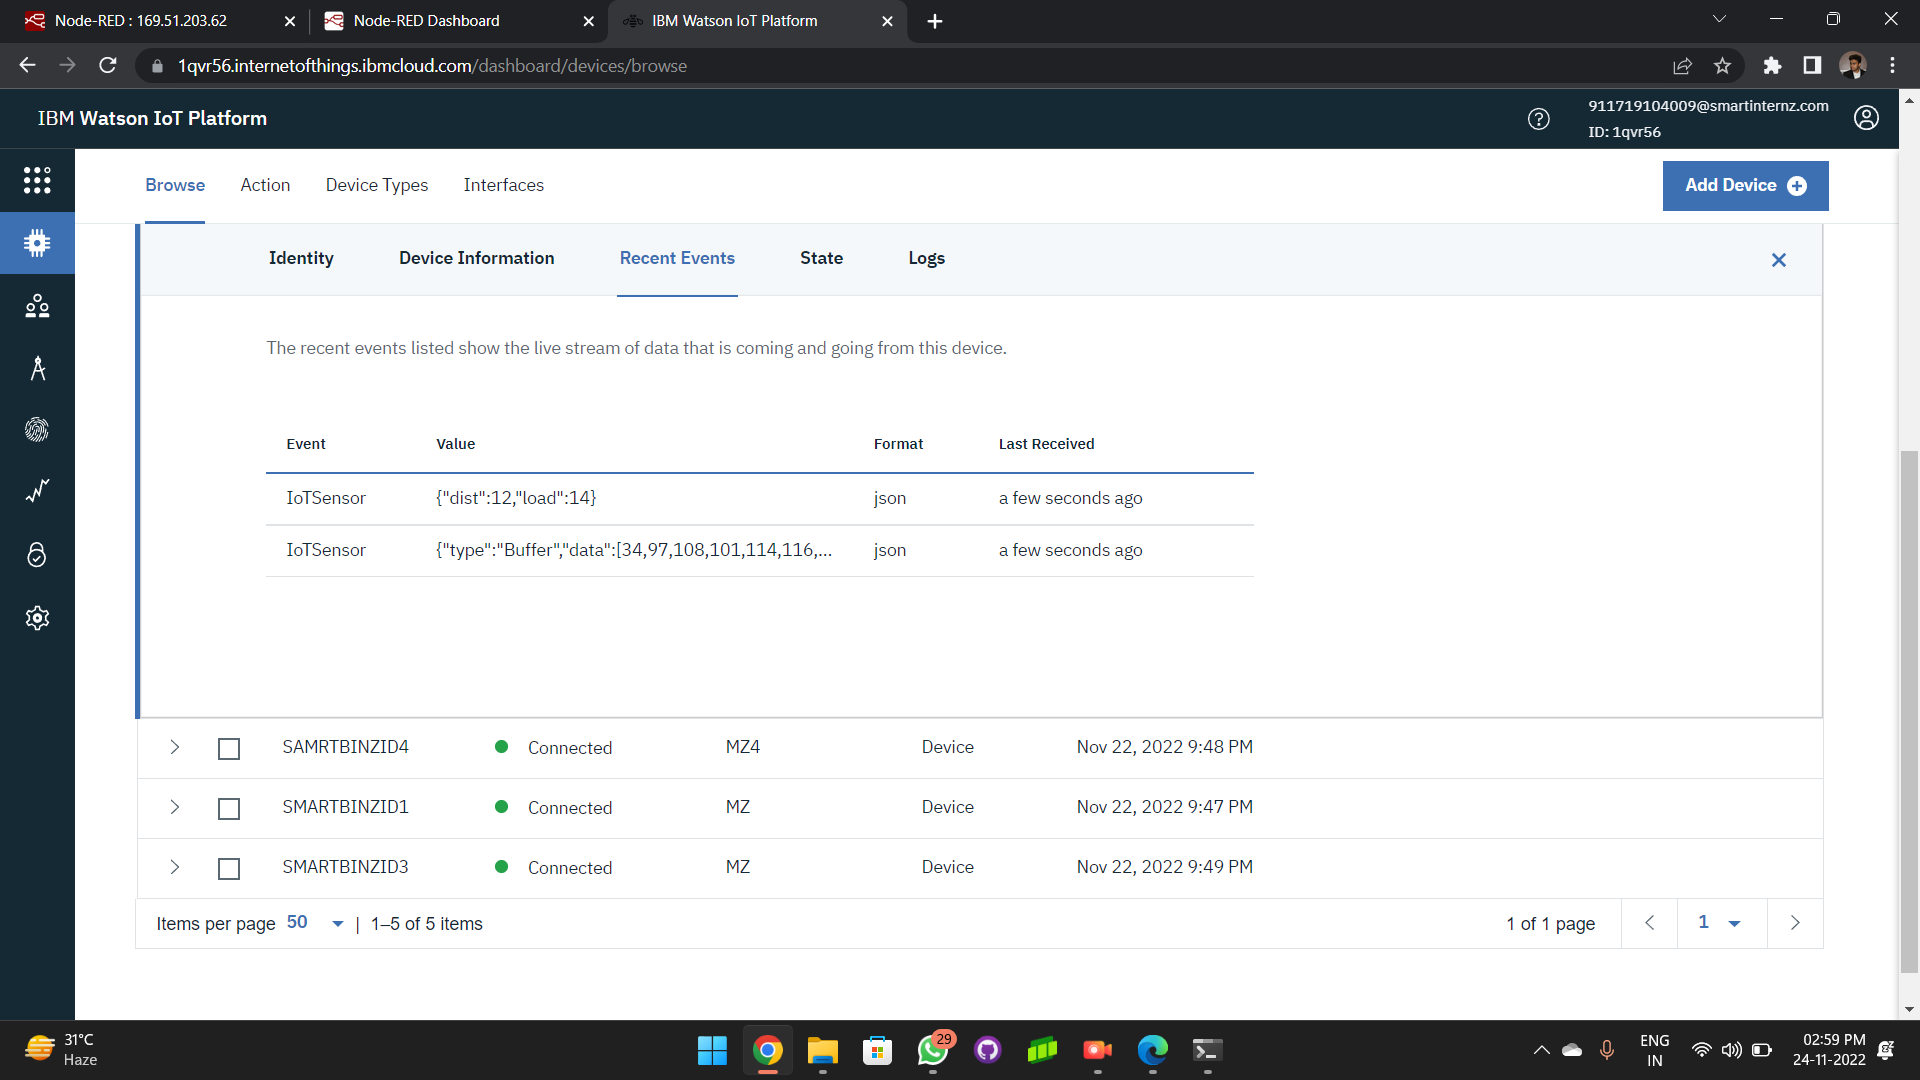 Node-RED : 169.51.203.62
Node-RED Dashboard
IBM Watson IoT Platform
1qvr56.internetofthings.ibmcloud.com/dashboard/devices/browse
IBM Watson IoT Platform
911719104009@smartinternz.com
ID: 1qvr56
Browse Action Device Types Interfaces
Add Device
Identity Device Information Recent Events State Logs
The recent events listed show the live stream of data that is coming and going from this device.
Event Value Format Last Received
IoTSensor {"dist":12,"load":14} json a few seconds ago
IoTSensor {"type":"Buffer","data":[34,97,108,101,114,116,... json a few seconds ago
SAMRTBINZID4 Connected MZ4 Device Nov 22, 2022 9:48 PM
SMARTBINZID1 Connected MZ Device Nov 22, 2022 9:47 PM
SMARTBINZID3 Connected MZ Device Nov 22, 2022 9:49 PM
Items per page 50 | 1–5 of 5 items
1 of 1 page
1
31°C
Haze
29
ENG
IN
02:59 PM
24-11-2022